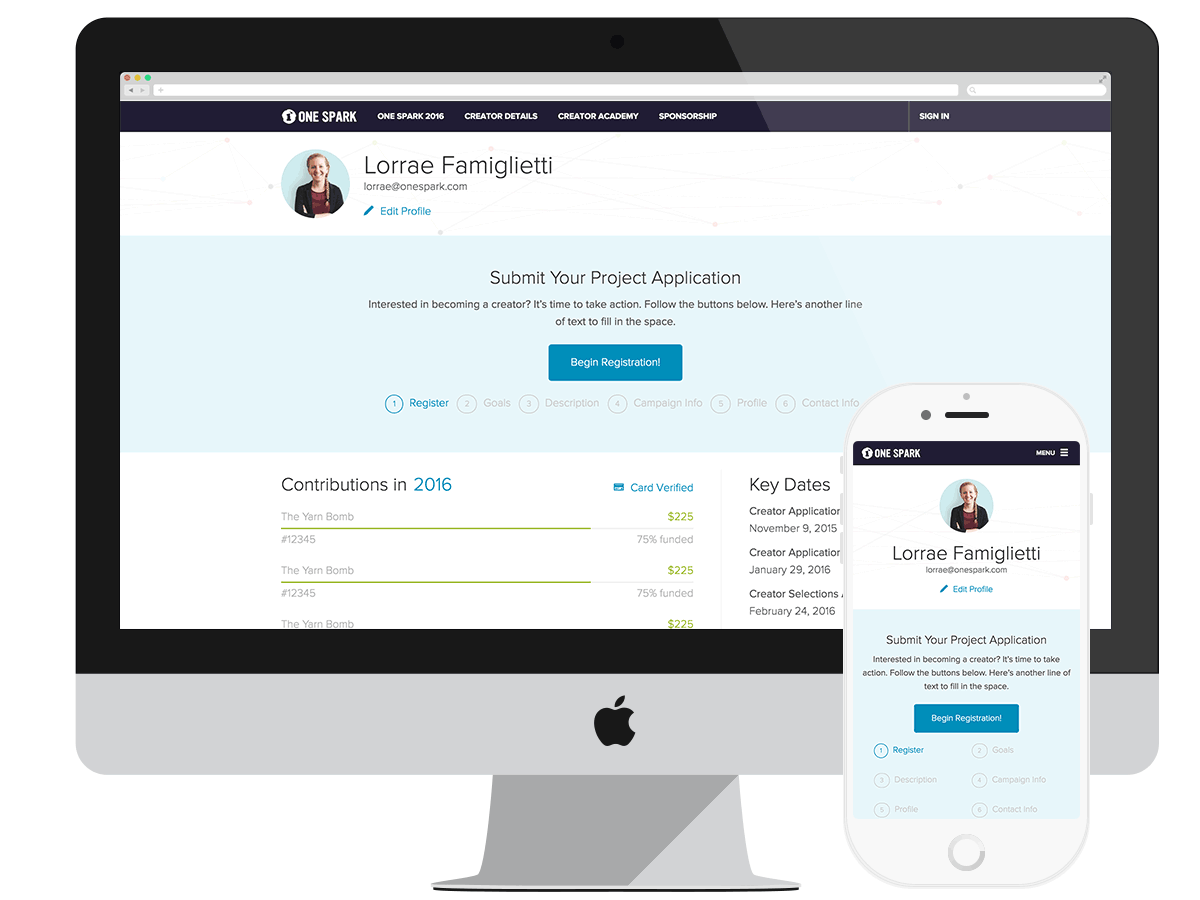 ONE SPARK
ONE SPARK 2016
CREATOR DETAILS
CREATOR ACADEMY
SPONSORSHIP
SIGN IN
Lorrae Famiglietti
lorrae@onespark.com
Edit Profile
Submit Your Project Application
Interested in becoming a creator? It's time to take action. Follow the buttons below. Here's another line
of text to fill in the space.
Begin Registration!
1 Register 2 Goals 3 Description 4 Campaign Info 5 Profile 6 Contact Info
Contributions in 2016
Card Verified
The Yarn Bomb $225
#12345 75% funded
The Yarn Bomb $225
#12345 75% funded
The Yarn Bomb $225
Key Dates
Creator Application
November 9, 2015
Creator Application
January 29, 2016
Creator Selections
February 24, 2016
ONE SPARK
MENU
Lorrae Famiglietti
lorrae@onespark.com
Edit Profile
Submit Your Project Application
Interested in becoming a creator? It's time to take
action. Follow the buttons below. Here's another line of
text to fill in the space.
Begin Registration!
1 Register 2 Goals
3 Description 4 Campaign Info
5 Profile 6 Contact Info